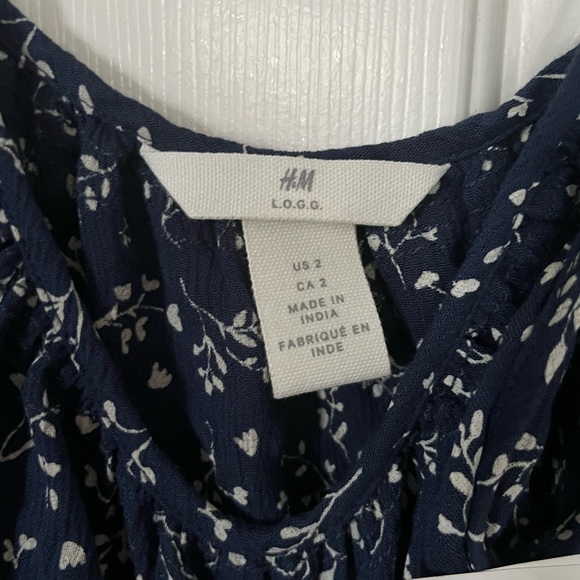 H&M
L.O.G.G.
US 2
CA 2
MADE IN
INDIA
FABRIQUÉ EN
INDE